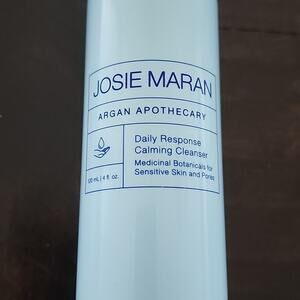 JOSIE MARAN
ARGAN APOTHECARY
Daily Response
Calming Cleanser
Medicinal Botanicals for
Sensitive Skin and Pores
120 mL | 4 fl. oz.